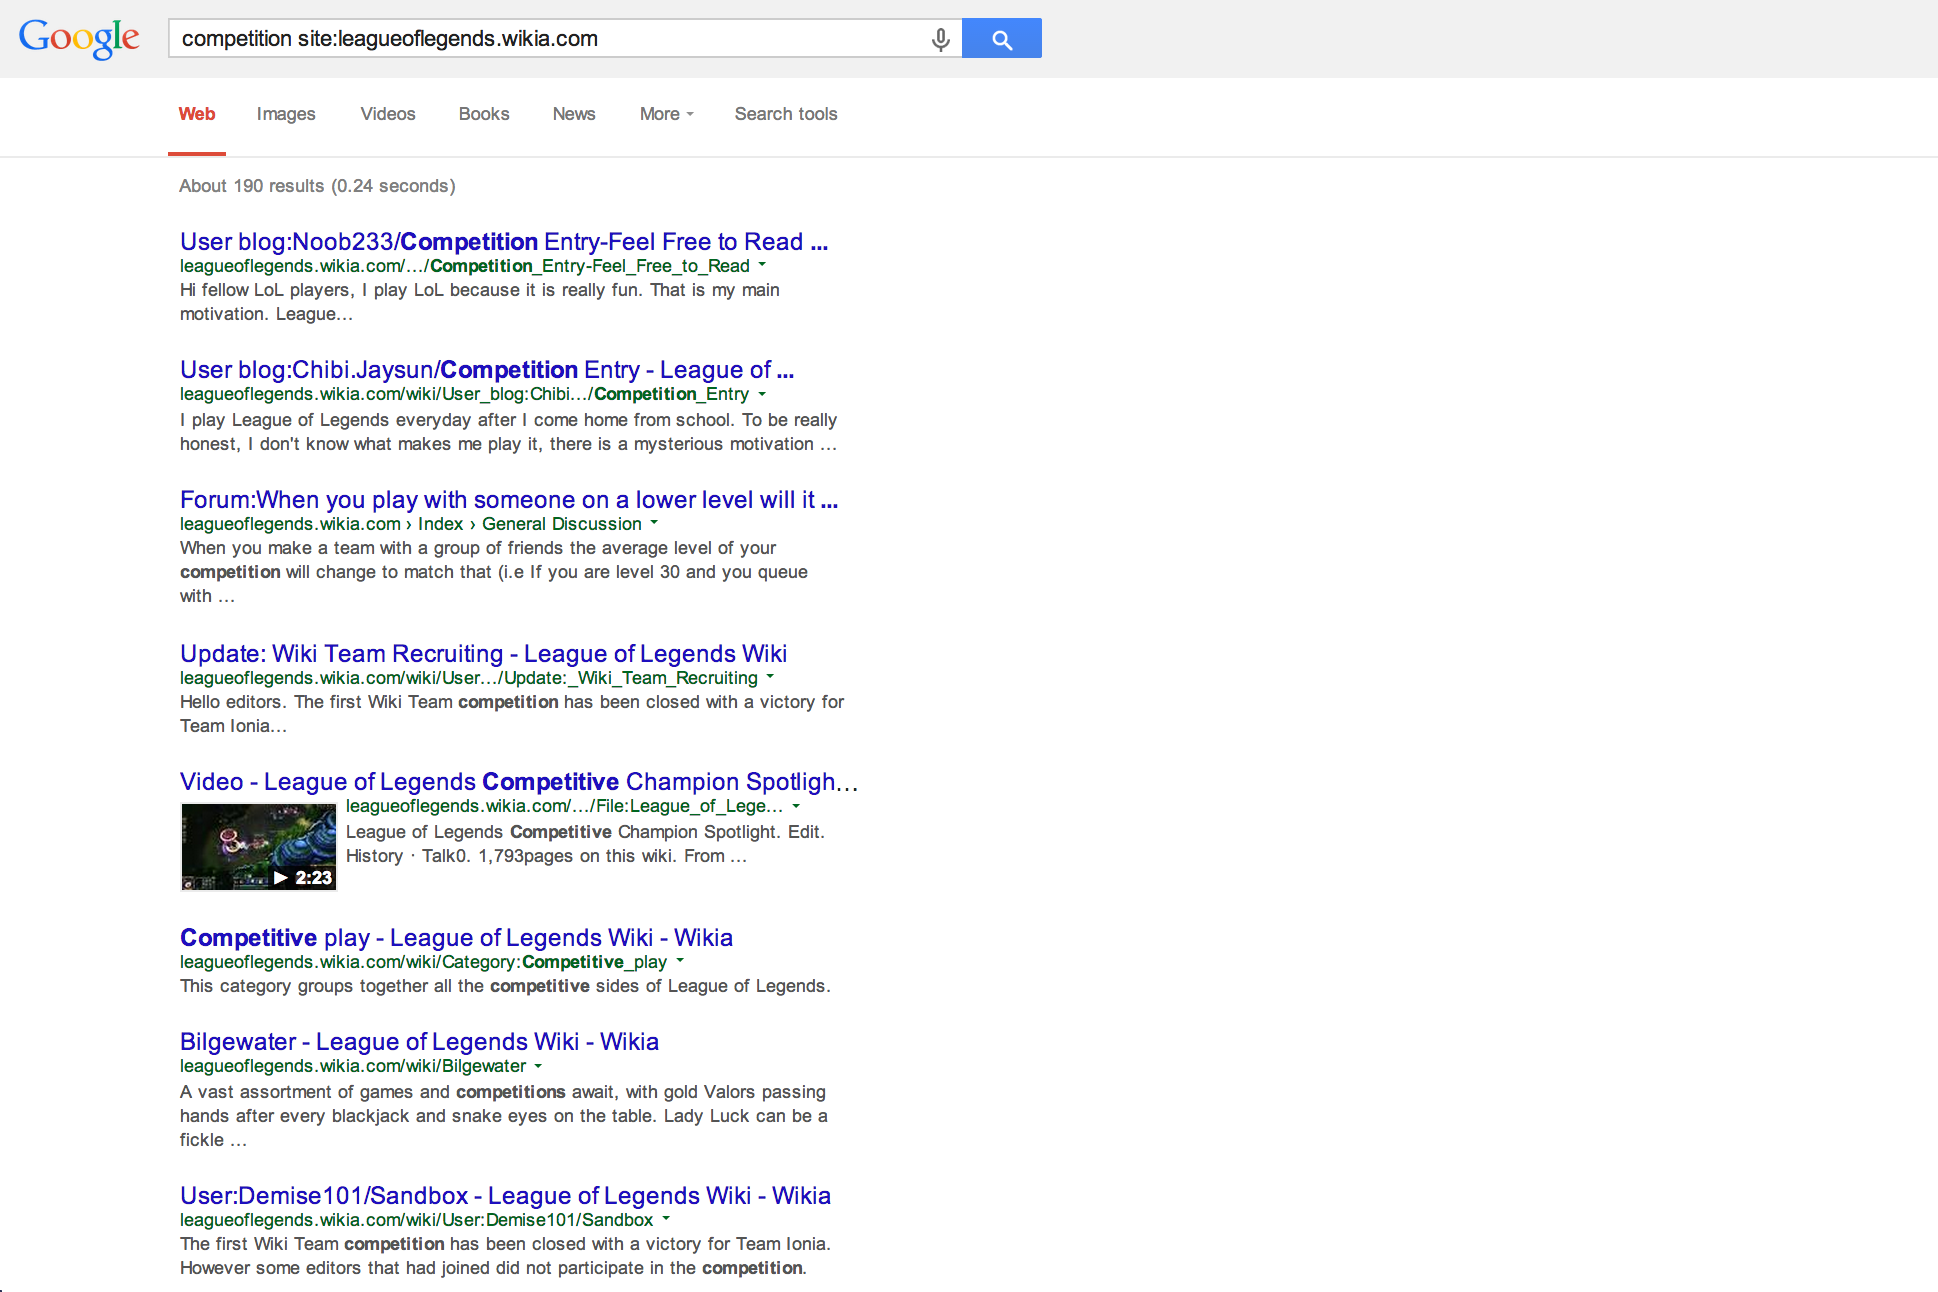 Google
competition site:leagueoflegends.wikia.com
Web Images Videos Books News More Search tools
About 190 results (0.24 seconds)
User blog:Noob233/Competition Entry-Feel Free to Read ...
leagueoflegends.wikia.com/.../Competition_Entry-Feel_Free_to_Read
Hi fellow LoL players, I play LoL because it is really fun. That is my main
motivation. League...
User blog:Chibi.Jaysun/Competition Entry - League of ...
leagueoflegends.wikia.com/wiki/User_blog:Chibi.../Competition_Entry
I play League of Legends everyday after I come home from school. To be really
honest, I don't know what makes me play it, there is a mysterious motivation ...
Forum:When you play with someone on a lower level will it ...
leagueoflegends.wikia.com › Index › General Discussion
When you make a team with a group of friends the average level of your
competition will change to match that (i.e If you are level 30 and you queue
with ...
Update: Wiki Team Recruiting - League of Legends Wiki
leagueoflegends.wikia.com/wiki/User.../Update:_Wiki_Team_Recruiting
Hello editors. The first Wiki Team competition has been closed with a victory for
Team Ionia...
Video - League of Legends Competitive Champion Spotligh...
leagueoflegends.wikia.com/.../File:League_of_Lege...
League of Legends Competitive Champion Spotlight. Edit.
History · Talk0. 1,793pages on this wiki. From ...
2:23
Competitive play - League of Legends Wiki - Wikia
leagueoflegends.wikia.com/wiki/Category:Competitive_play
This category groups together all the competitive sides of League of Legends.
Bilgewater - League of Legends Wiki - Wikia
leagueoflegends.wikia.com/wiki/Bilgewater
A vast assortment of games and competitions await, with gold Valors passing
hands after every blackjack and snake eyes on the table. Lady Luck can be a
fickle ...
User:Demise101/Sandbox - League of Legends Wiki - Wikia
leagueoflegends.wikia.com/wiki/User:Demise101/Sandbox
The first Wiki Team competition has been closed with a victory for Team Ionia.
However some editors that had joined did not participate in the competition.